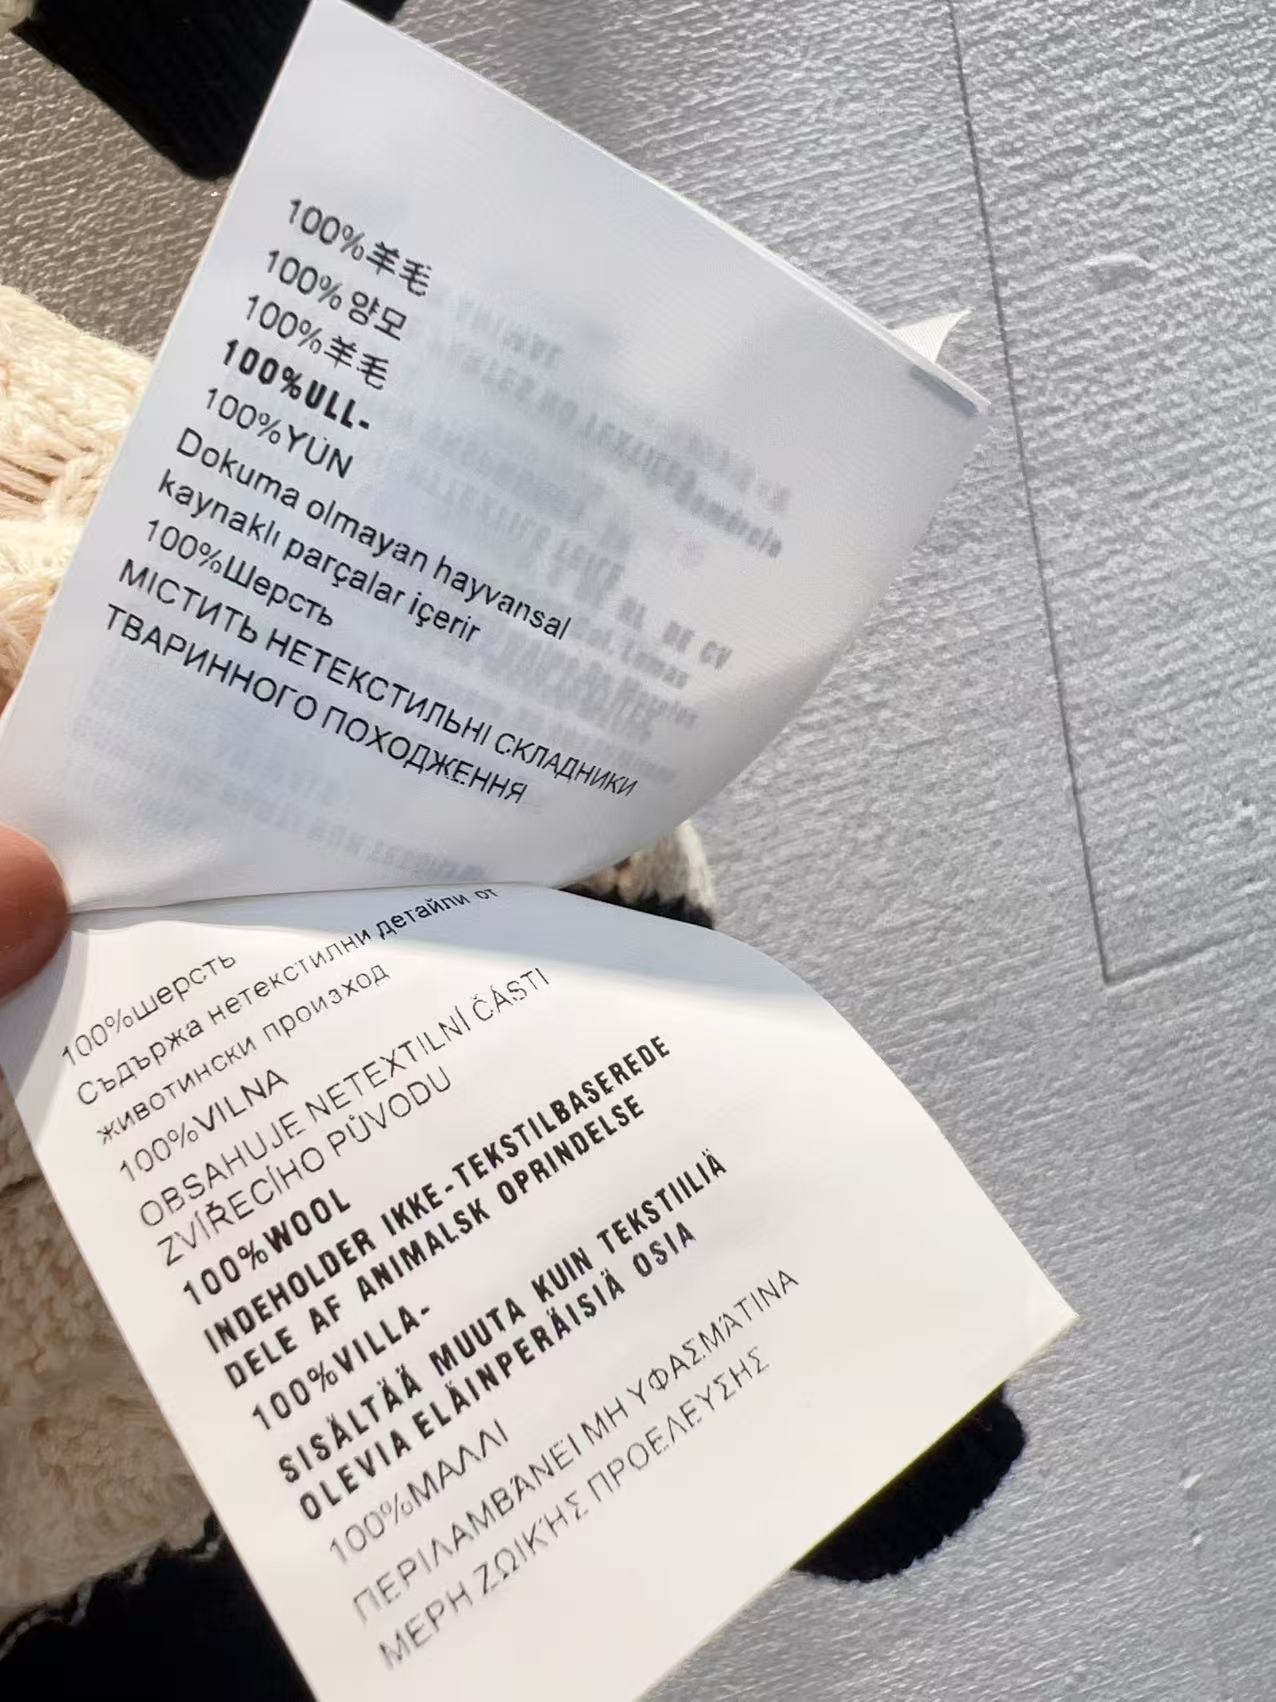 100%羊毛
100%양모
100%羊毛
100%ULL-
100%YÜN
Dokuma olmayan hayvansal
kaynaklı parçalar içerir
100%Шерсть
МІСТИТЬ НЕТЕКСТИЛЬНІ СКЛАДНИКИ
ТВАРИННОГО ПОХОДЖЕННЯ
100%шерсть
Съдържа нетекстилни детайли от
животински произход
100%VILNA
OBSAHUJE NETEXTILNÍ ČÁSTI
ZVÍŘECÍHO PŮVODU
100%WOOL
INDEHOLDER IKKE-TEKSTILBASEREDE
DELE AF ANIMALSK OPRINDELSE
100%VILLA-
SISÄLTÄÄ MUUTA KUIN TEKSTIILIÄ
OLEVIA ELÄINPERÄISIÄ OSIA
100%ΜΑΛΛΙ
ΠΕΡΙΛΑΜΒΆΝΕΙ ΜΗ ΥΦΑΣΜΆΤΙΝΑ
ΜΕΡΗ ΖΩΙΚΉΣ ΠΡΟΕΛΕΥΣΗΣ